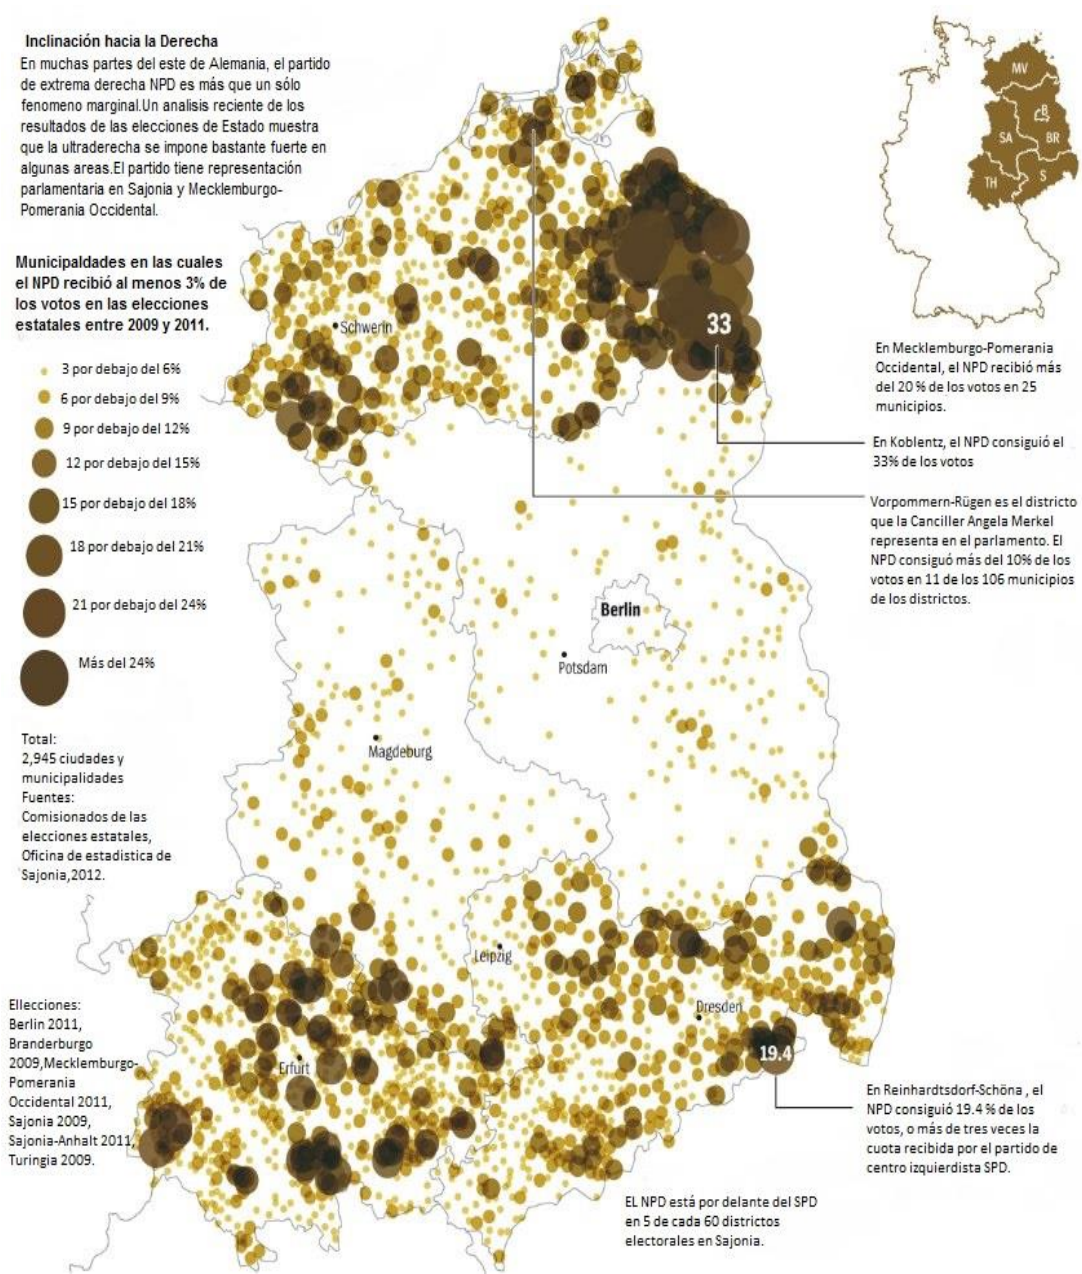 Inclinación hacia la Derecha
En muchas partes del este de Alemania, el partido
de extrema derecha NPD es más que un sólo
fenomeno marginal.Un analisis reciente de los
resultados de las elecciones de Estado muestra
que la ultraderecha se impone bastante fuerte en
algunas areas.El partido tiene representación
parlamentaria en Sajonia y Mecklemburgo-
Pomerania Occidental.
Municipaldades en las cuales
el NPD recibió al menos 3% de
los votos en las elecciones
estatales entre 2009 y 2011.
3 por debajo del 6%
6 por debajo del 9%
9 por debajo del 12%
12 por debajo del 15%
15 por debajo del 18%
18 por debajo del 21%
21 por debajo del 24%
Más del 24%
Total:
2,945 ciudades y
municipalidades
Fuentes:
Comisionados de las
elecciones estatales,
Oficina de estadistica de
Sajonia,2012.
Ellecciones:
Berlin 2011,
Branderburgo
2009,Mecklemburgo-
Pomerania
Occidental 2011,
Sajonia 2009,
Sajonia-Anhalt 2011,
Turingia 2009.
Schwerin
33
Berlin
Potsdam
Magdeburg
Leipzig
Dresden
Erfurt
19.4
MV
B
SA
BR
TH
S
En Mecklemburgo-Pomerania
Occidental, el NPD recibió más
del 20 % de los votos en 25
municipios.
En Koblentz, el NPD consiguió el
33% de los votos
Vorpommern-Rügen es el districto
que la Canciller Angela Merkel
representa en el parlamento. El
NPD consiguó más del 10% de los
votos en 11 de los 106 municipios
de los districtos.
En Reinhardtsdorf-Schöna , el
NPD consiguió 19.4 % de los
votos, o más de tres veces la
cuota recibida por el partido de
centro izquierdista SPD.
EL NPD está por delante del SPD
en 5 de cada 60 districtos
electorales en Sajonia.